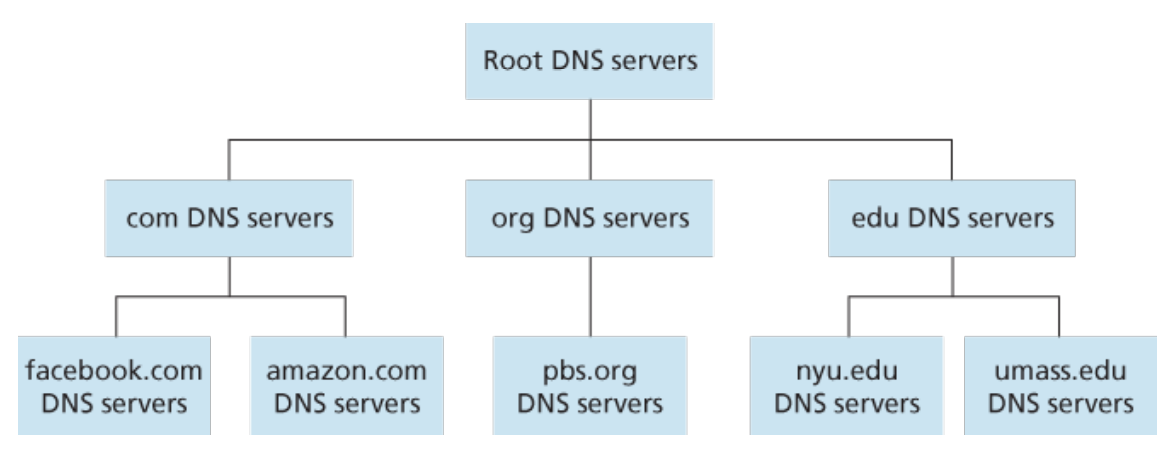 Root DNS servers
com DNS servers
org DNS servers
edu DNS servers
facebook.com
DNS servers
amazon.com
DNS servers
pbs.org
DNS servers
nyu.edu
DNS servers
umass.edu
DNS servers